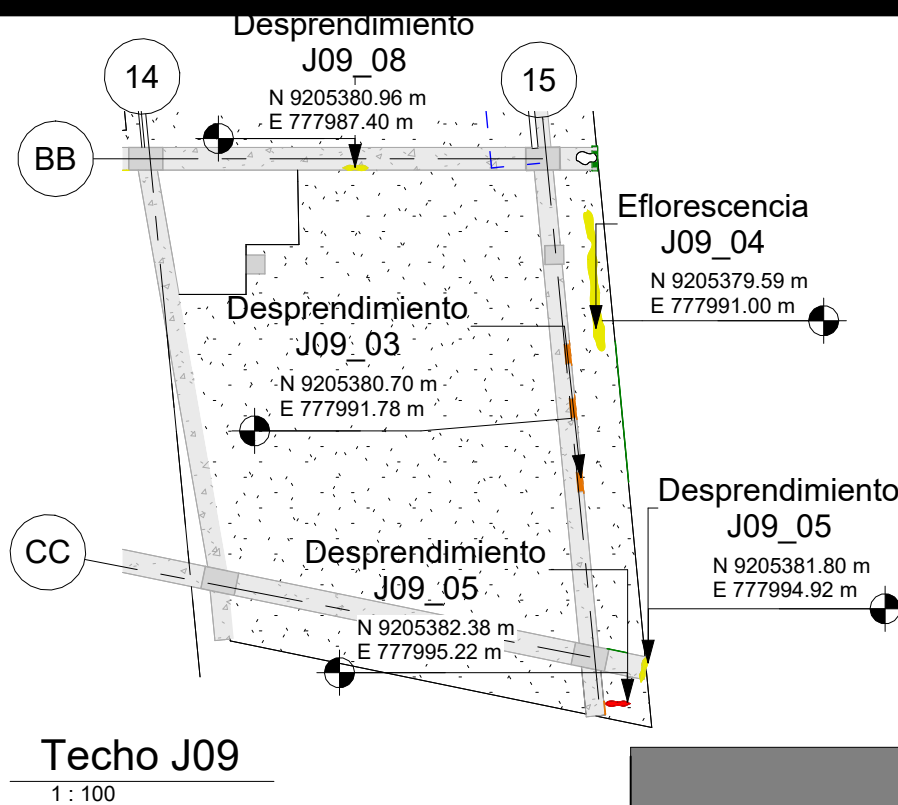 Desprendimiento
J09_08
N 9205380.96 m
E 777987.40 m
14
15
BB
Eflorescencia
J09_04
N 9205379.59 m
E 777991.00 m
Desprendimiento
J09_03
N 9205380.70 m
E 777991.78 m
Desprendimiento
J09_05
N 9205381.80 m
E 777994.92 m
CC
Desprendimiento
J09_05
N 9205382.38 m
E 777995.22 m
Techo J09
1 : 100